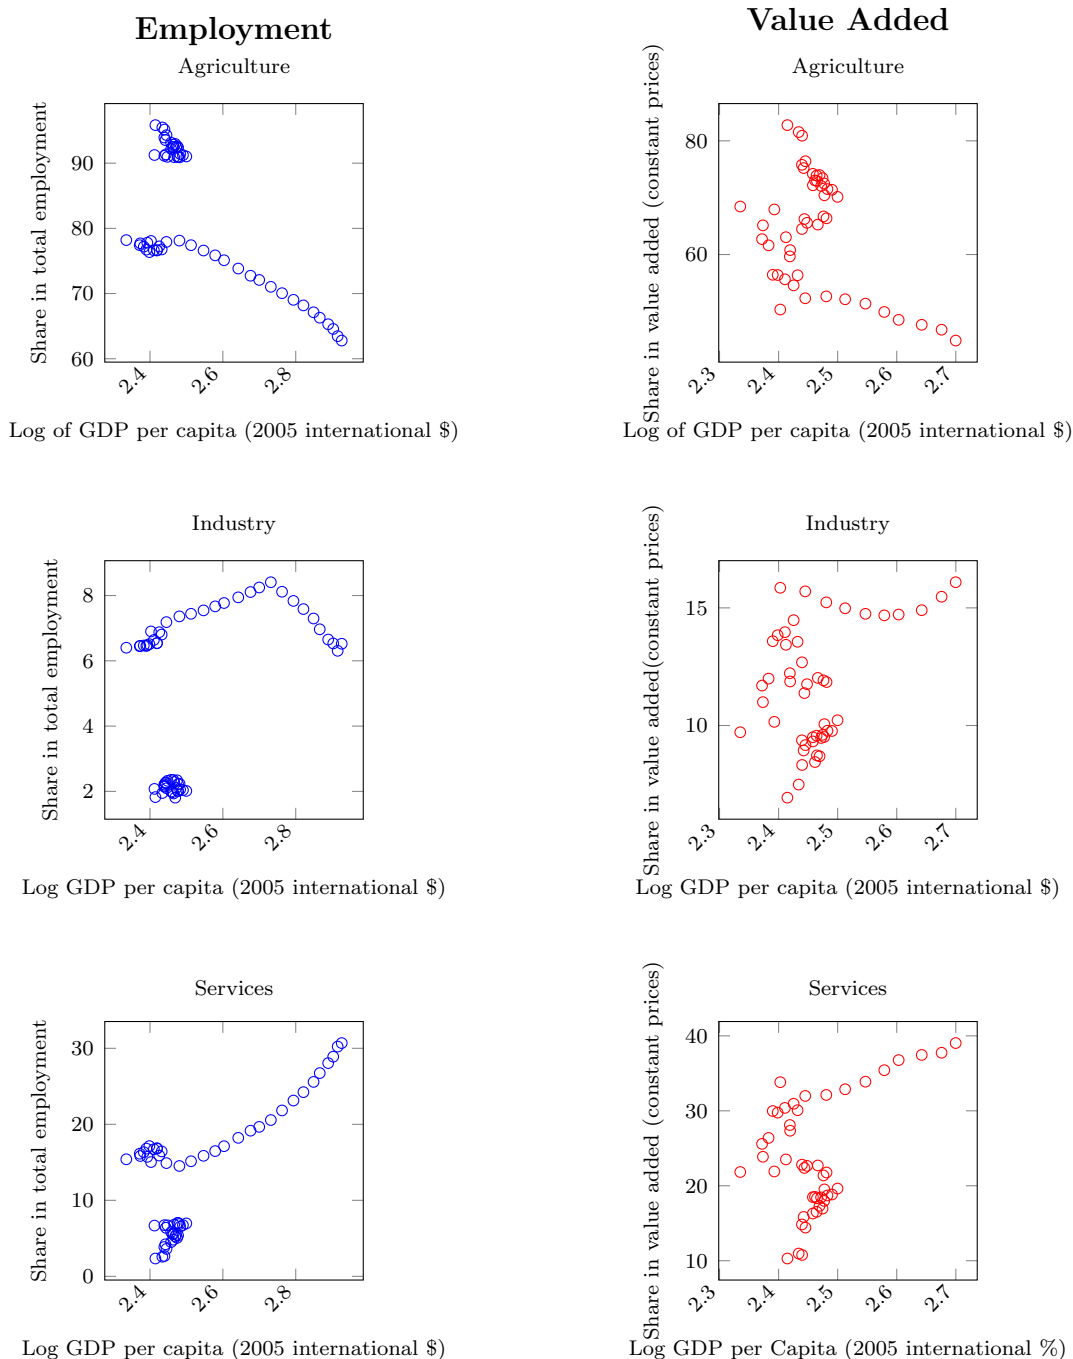 Employment
Value Added
Agriculture
Share in total employment
90
80
70
60
2.4
2.6
2.8
Log of GDP per capita (2005 international $)
Agriculture
Share in value added (constant prices)
80
60
2.3
2.4
2.5
2.6
2.7
Log of GDP per capita (2005 international $)
Industry
Share in total employment
8
6
4
2
2.4
2.6
2.8
Log GDP per capita (2005 international $)
Industry
Share in value added(constant prices)
15
10
2.3
2.4
2.5
2.6
2.7
Log GDP per capita (2005 international $)
Services
Share in total employment
30
20
10
0
2.4
2.6
2.8
Log GDP per capita (2005 international $)
Services
Share in value added (constant prices)
40
30
20
10
2.3
2.4
2.5
2.6
2.7
Log GDP per Capita (2005 international %)